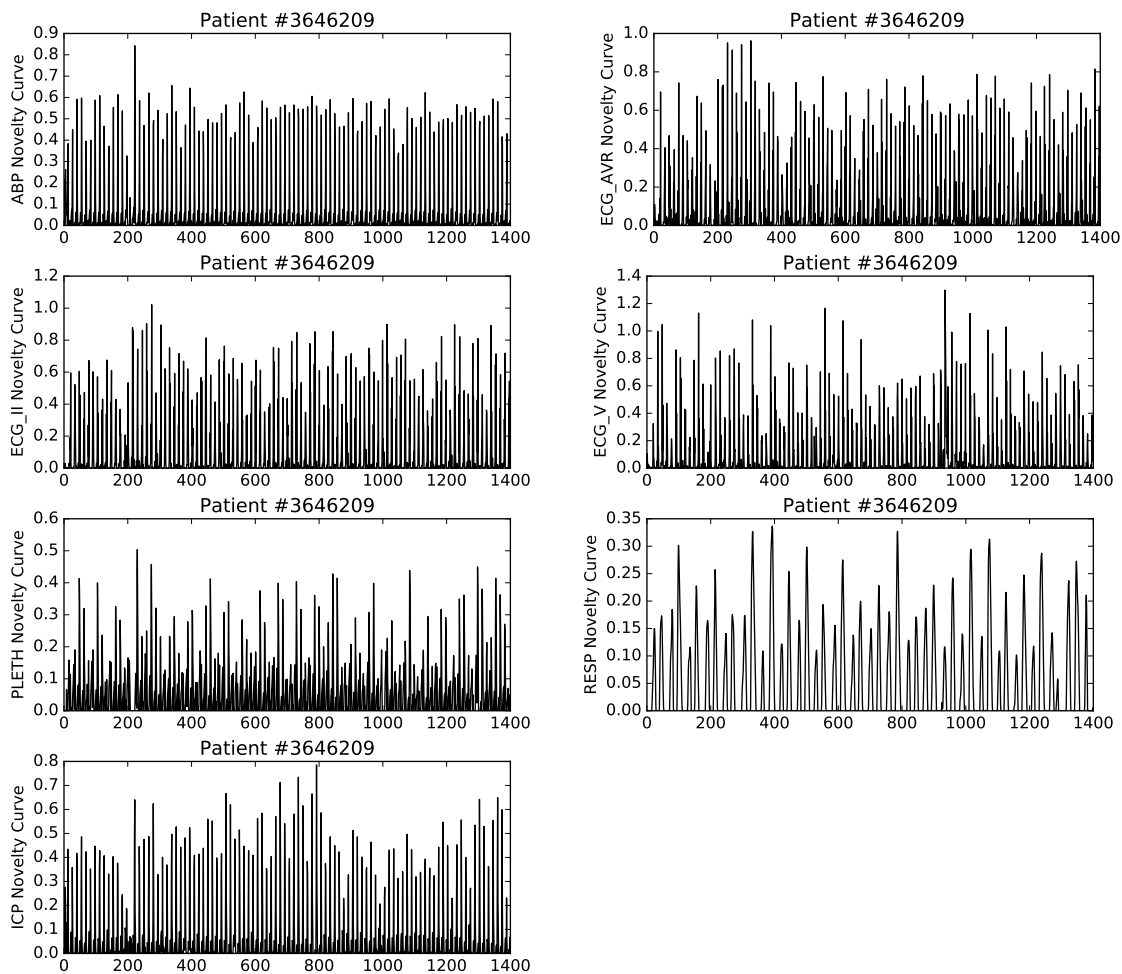 Patient #3646209
ABP Novelty Curve
0.9
0.8
0.7
0.6
0.5
0.4
0.3
0.2
0.1
0.0
0 200 400 600 800 1000 1200 1400
Patient #3646209
ECG_AVR Novelty Curve
1.0
0.8
0.6
0.4
0.2
0.0
0 200 400 600 800 1000 1200 1400
Patient #3646209
ECG_II Novelty Curve
1.2
1.0
0.8
0.6
0.4
0.2
0.0
0 200 400 600 800 1000 1200 1400
Patient #3646209
ECG_V Novelty Curve
1.4
1.2
1.0
0.8
0.6
0.4
0.2
0.0
0 200 400 600 800 1000 1200 1400
Patient #3646209
PLETH Novelty Curve
0.6
0.5
0.4
0.3
0.2
0.1
0.0
0 200 400 600 800 1000 1200 1400
Patient #3646209
RESP Novelty Curve
0.35
0.30
0.25
0.20
0.15
0.10
0.05
0.00
0 200 400 600 800 1000 1200 1400
Patient #3646209
ICP Novelty Curve
0.8
0.7
0.6
0.5
0.4
0.3
0.2
0.1
0.0
0 200 400 600 800 1000 1200 1400